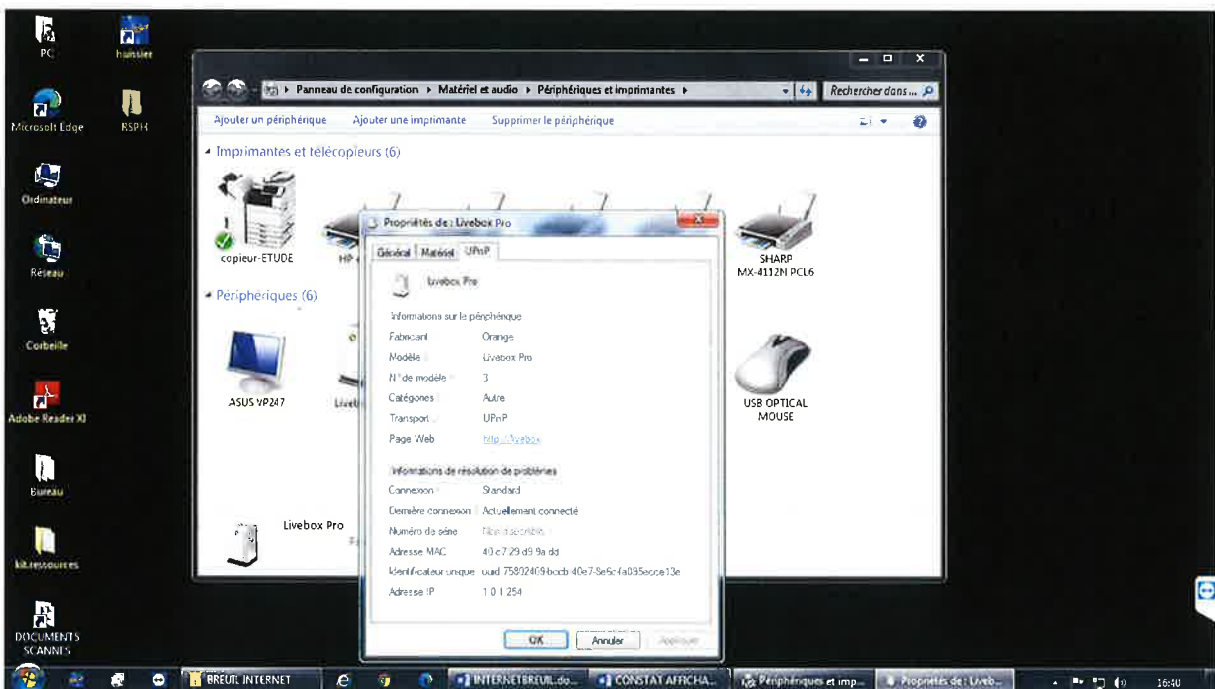 PC
huissier
Microsoft Edge
RSPH
Ordinateur
Réseau
Corbeille
Adobe Reader XI
Bureau
kit.ressources
DOCUMENTS
SCANNES
Panneau de configuration
Matériel et audio
Périphériques et imprimantes
Rechercher dans ...
Ajouter un périphérique
Ajouter une imprimante
Supprimer le périphérique
Imprimantes et télécopieurs (6)
copieur-ETUDE
HP
SHARP
MX-4112N PCL6
Périphériques (6)
ASUS VP247
USB OPTICAL
MOUSE
Livebox Pro
Propriétés de : Livebox Pro
Général Matériel UPnP
Livebox Pro
Informations sur le périphérique
Fabricant Orange
Modèle : Livebox Pro
N° de modèle : 3
Catégories : Autre
Transport : UPnP
Page Web http://livebox
Informations de résolution de problèmes
Connexion : Standard
Dernière connexion : Actuellement connecté
Numéro de série
Adresse MAC 40:c7:29:d9:9a:dd
Identificateur unique
Adresse IP 1.0.1.254
OK Annuler Appliquer
BREUIL INTERNET
INTERNETBREUIL.do...
CONSTAT AFFICHA...
Périphériques et imp...
Propriétés de : Liveb...
16:40